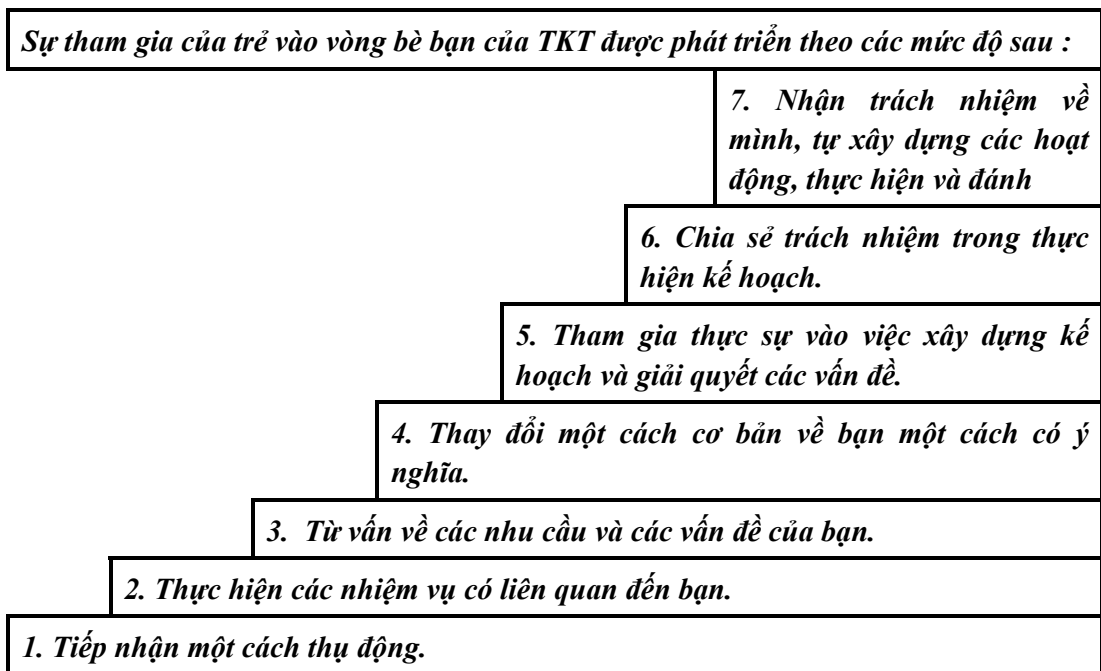 Sự tham gia của trẻ vào vòng bè bạn của TKT được phát triển theo các mức độ sau :
7. Nhận trách nhiệm về
mình, tự xây dựng các hoạt
động, thực hiện và đánh
6. Chia sẻ trách nhiệm trong thực
hiện kế hoạch.
5. Tham gia thực sự vào việc xây dựng kế
hoạch và giải quyết các vấn đề.
4. Thay đổi một cách cơ bản về bạn một cách có ý
nghĩa.
3. Từ vấn về các nhu cầu và các vấn đề của bạn.
2. Thực hiện các nhiệm vụ có liên quan đến bạn.
1. Tiếp nhận một cách thụ động.